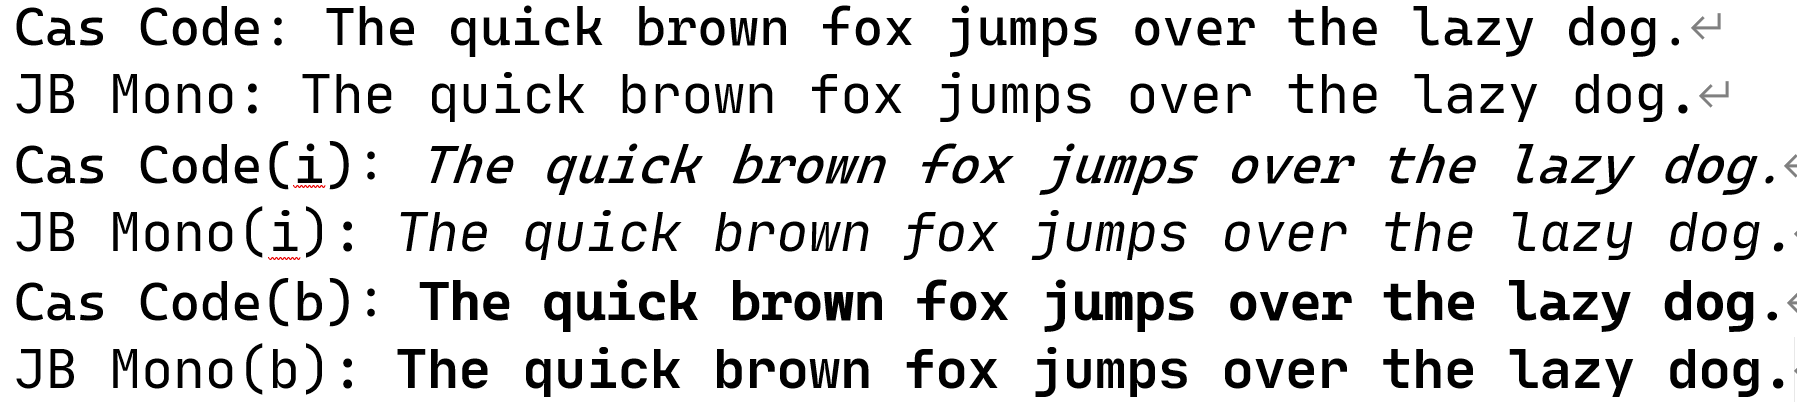 Cas Code: The quick brown fox jumps over the lazy dog.↵
JB Mono: The quick brown fox jumps over the lazy dog.↵
Cas Code(i): The quick brown fox jumps over the lazy dog.
JB Mono(i): The quick brown fox jumps over the lazy dog.
Cas Code(b): The quick brown fox jumps over the lazy dog.
JB Mono(b): The quick brown fox jumps over the lazy dog.